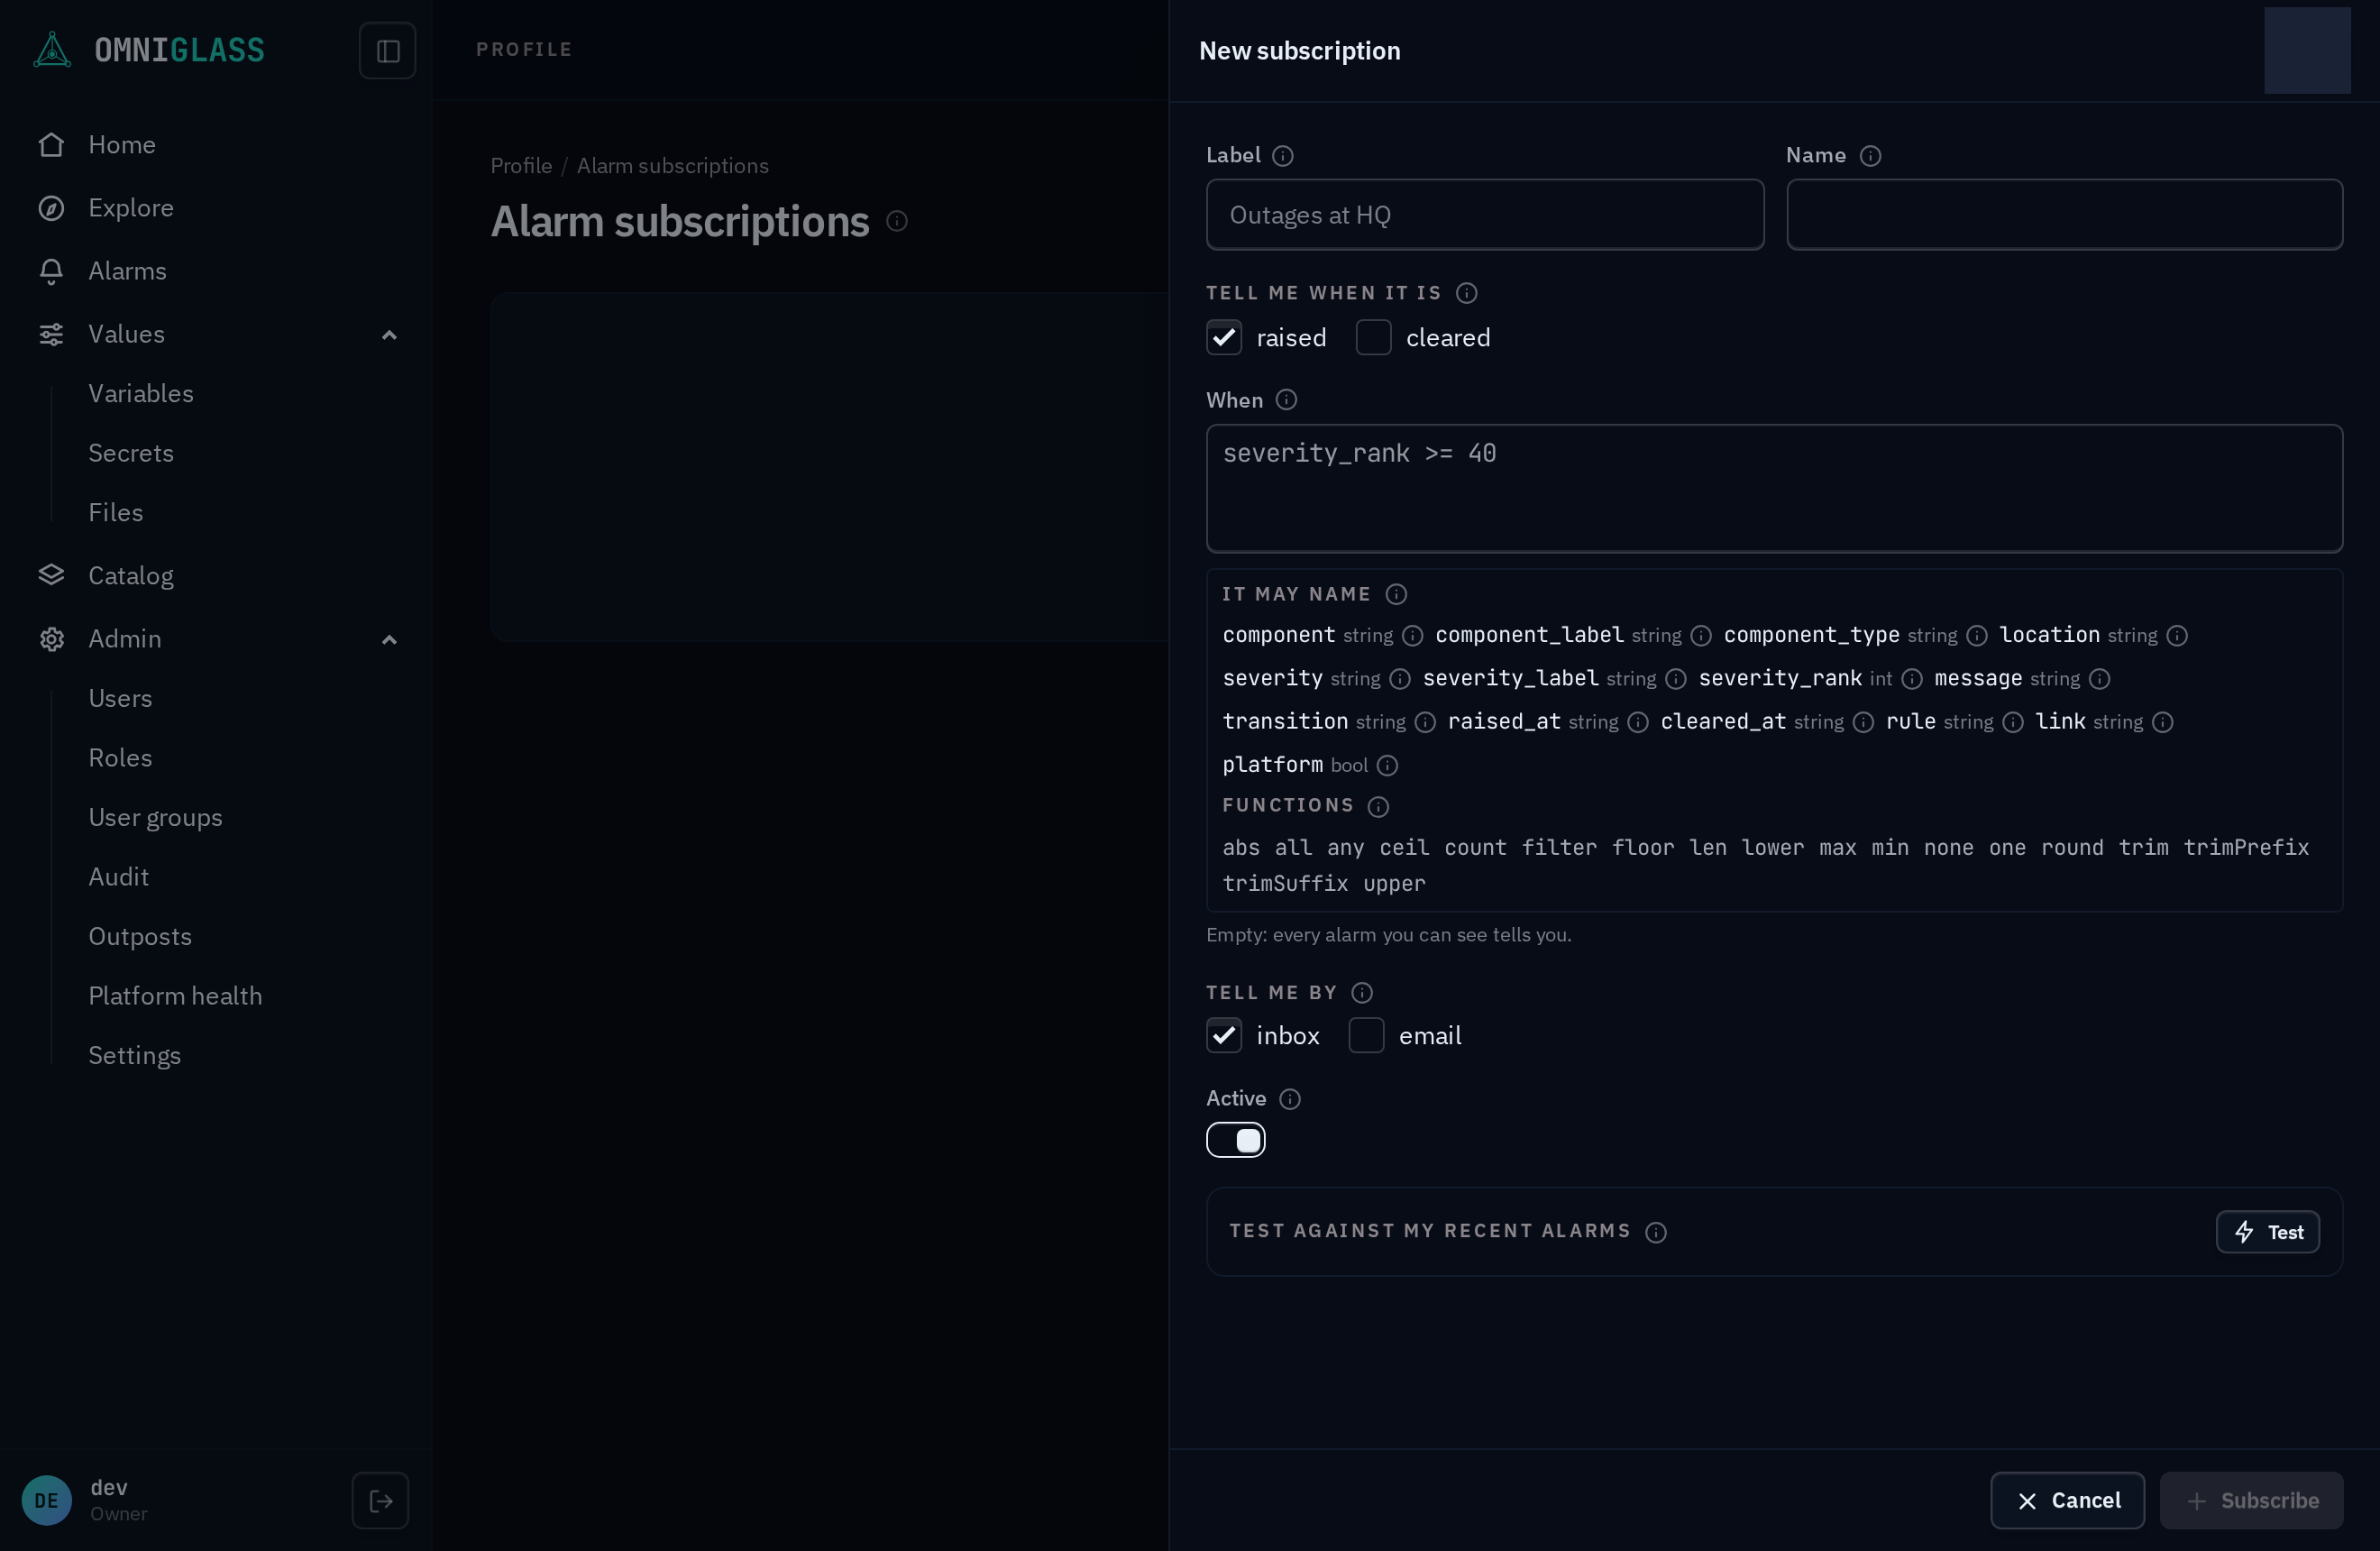 OMNIGLASS
Home
Explore
Alarms
Values
Variables
Secrets
Files
Catalog
Admin
Users
Roles
User groups
Audit
Outposts
Platform health
Settings
DE
dev
Owner
PROFILE
Profile / Alarm subscriptions
Alarm subscriptions
New subscription
Label
Name
Outages at HQ
TELL ME WHEN IT IS
raised cleared
When
severity_rank >= 40
IT MAY NAME
component string component_label string component_type string location string
severity string severity_label string severity_rank int message string
transition string raised_at string cleared_at string rule string link string
platform bool
FUNCTIONS
abs all any ceil count filter floor len lower max min none one round trim trimPrefix
trimSuffix upper
Empty: every alarm you can see tells you.
TELL ME BY
inbox email
Active
TEST AGAINST MY RECENT ALARMS
Test
Cancel
Subscribe